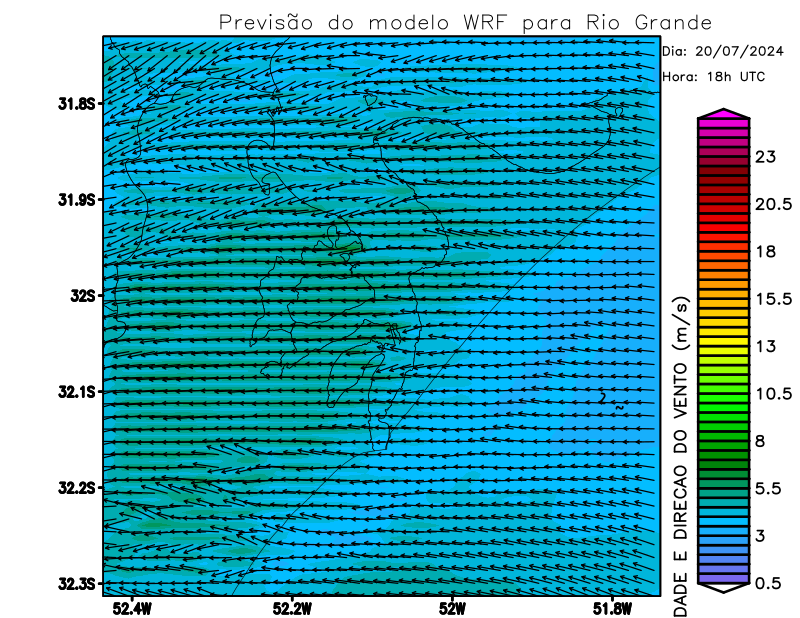 Previsão do modelo WRF para Rio Grande
Dia: 20/07/2024
Hora: 18h UTC
31.8S
31.9S
32S
32.1S
32.2S
32.3S
52.4W
52.2W
52W
51.8W
23
20.5
18
15.5
13
10.5
8
5.5
3
0.5
DADE E DIRECAO DO VENTO (m/s)